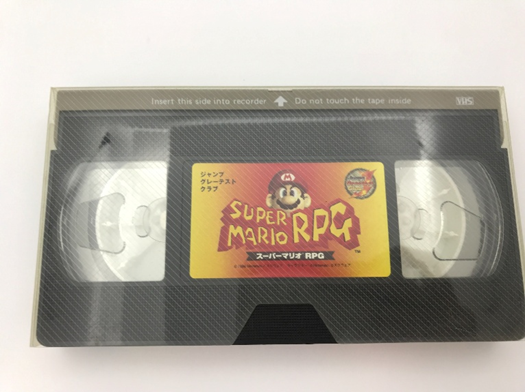 Insert this side into recorder ⬆ Do not touch the tape inside VHS
ジャンプ
グレーテスト
クラブ
M
SUPER
MARIO RPG
TM
スーパーマリオ RPG